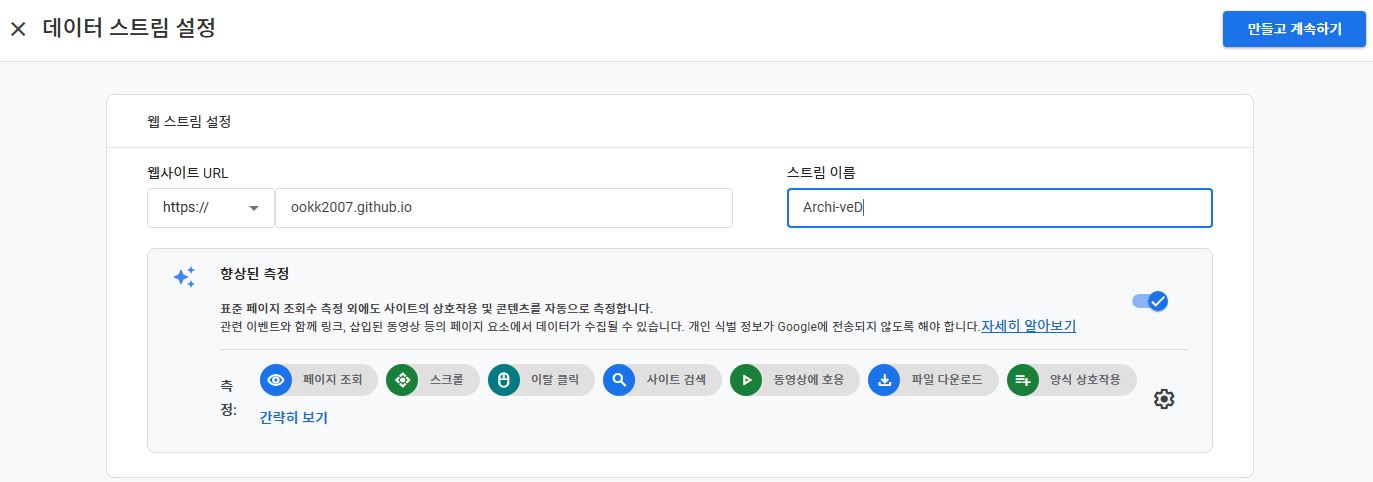 데이터 스트림 설정
만들고 계속하기
웹 스트림 설정
웹사이트 URL
스트림 이름
https://
ookk2007.github.io
Archi-veD
향상된 측정
표준 페이지 조회수 측정 외에도 사이트의 상호작용 및 콘텐츠를 자동으로 측정합니다.
관련 이벤트와 함께 링크, 삽입된 동영상 등의 페이지 요소에서 데이터가 수집될 수 있습니다. 개인 식별 정보가 Google에 전송되지 않도록 해야 합니다.자세히 알아보기
측
정:
페이지 조회
스크롤
이탈 클릭
사이트 검색
동영상에 호응
파일 다운로드
양식 상호작용
간략히 보기